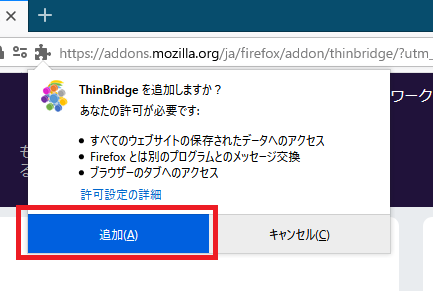 https://addons.mozilla.org/ja/firefox/addon/thinbridge/?utm_
ThinBridge を追加しますか？
あなたの許可が必要です:
• すべてのウェブサイトの保存されたデータへのアクセス
• Firefox とは別のプログラムとのメッセージ交換
• ブラウザーのタブへのアクセス
許可設定の詳細
追加(A)
キャンセル(C)
ワーク
も
る